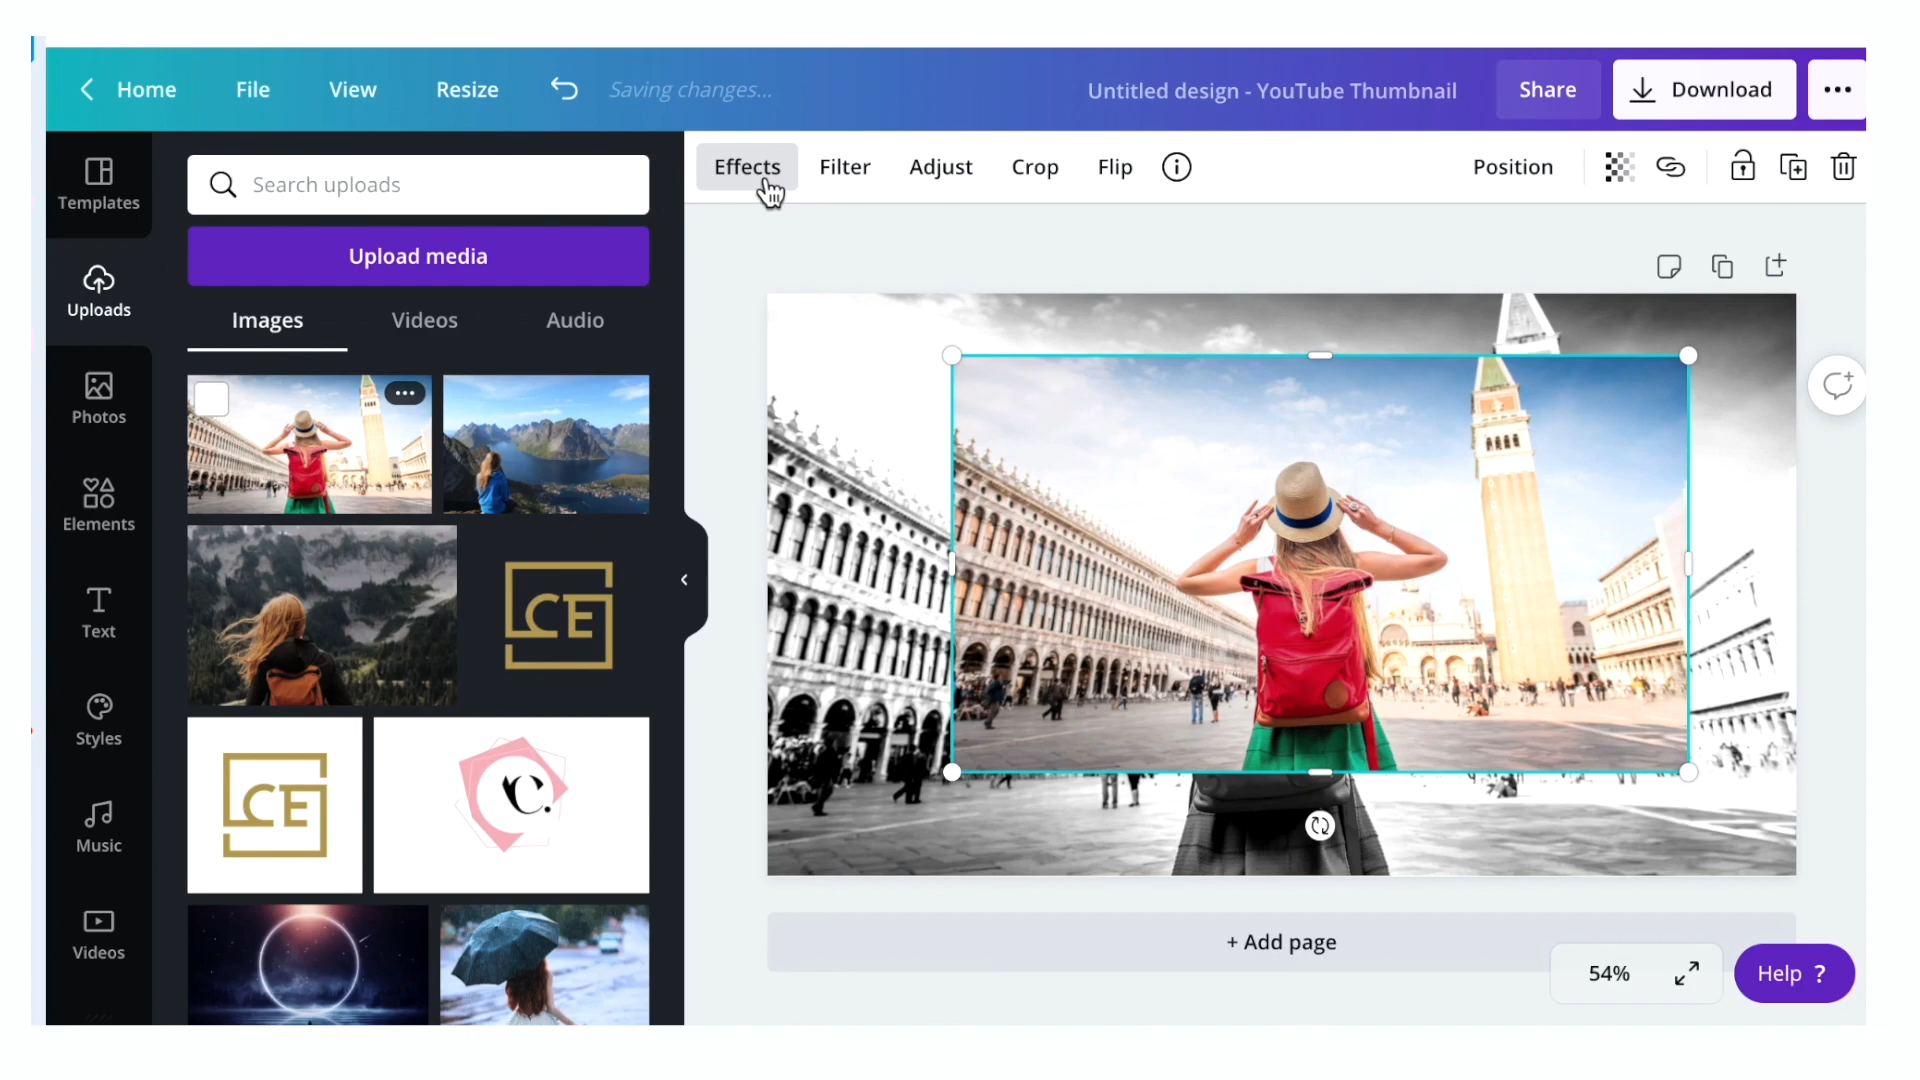 Home File View Resize Saving changes... Untitled design - YouTube Thumbnail Share Download
Templates
Search uploads
Effects Filter Adjust Crop Flip Position
Upload media
Uploads
Images Videos Audio
Photos
Elements
CE
Text
Styles
CE
C.
Music
Videos
+ Add page
54%
Help ?